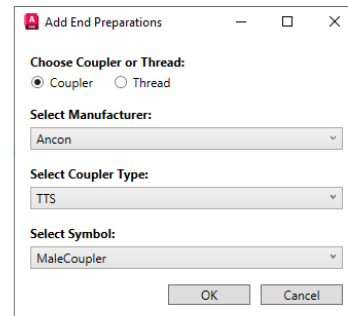 Add End Preparations
Choose Coupler or Thread:
Coupler Thread
Select Manufacturer:
Ancon
Select Coupler Type:
TTS
Select Symbol:
MaleCoupler
OK Cancel